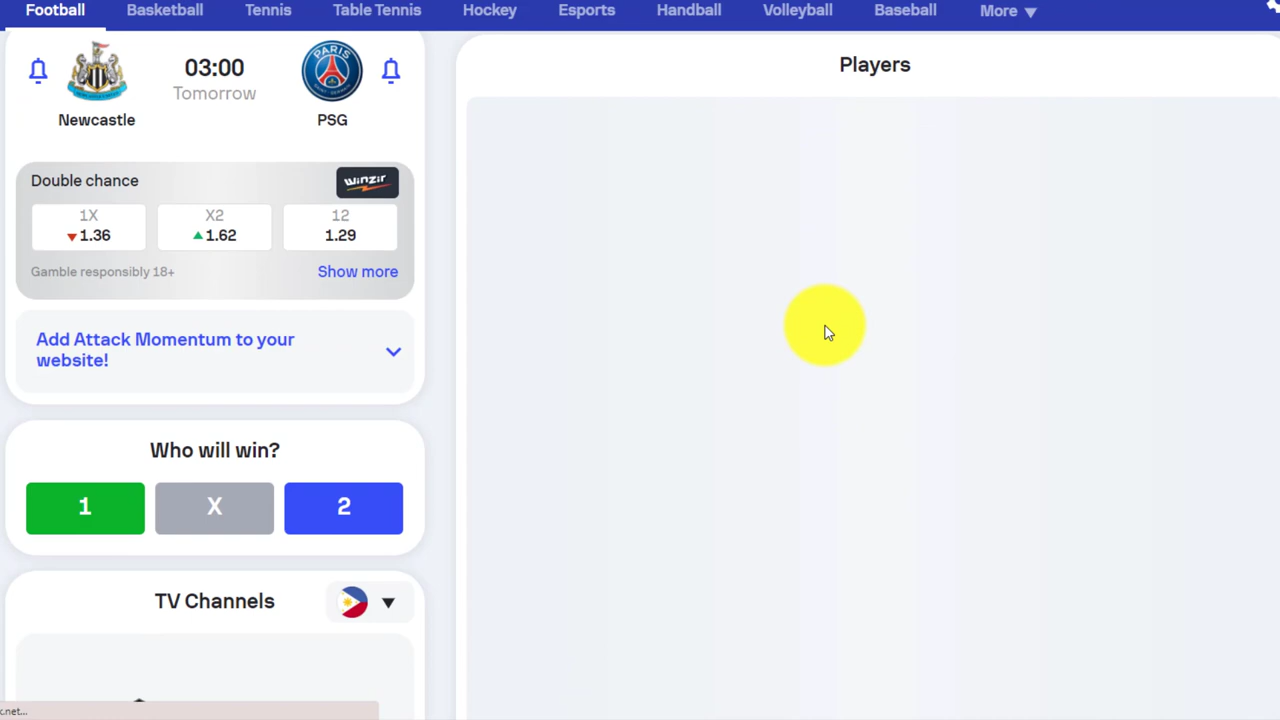 Football Basketball Tennis Table Tennis Hockey Esports Handball Volleyball Baseball More
03:00
Tomorrow
PARIS
Newcastle
PSG
Double chance
winzir
1X
1.36
X2
1.62
12
1.29
Gamble responsibly 18+
Show more
Add Attack Momentum to your
website!
Who will win?
1 X 2
TV Channels
Players